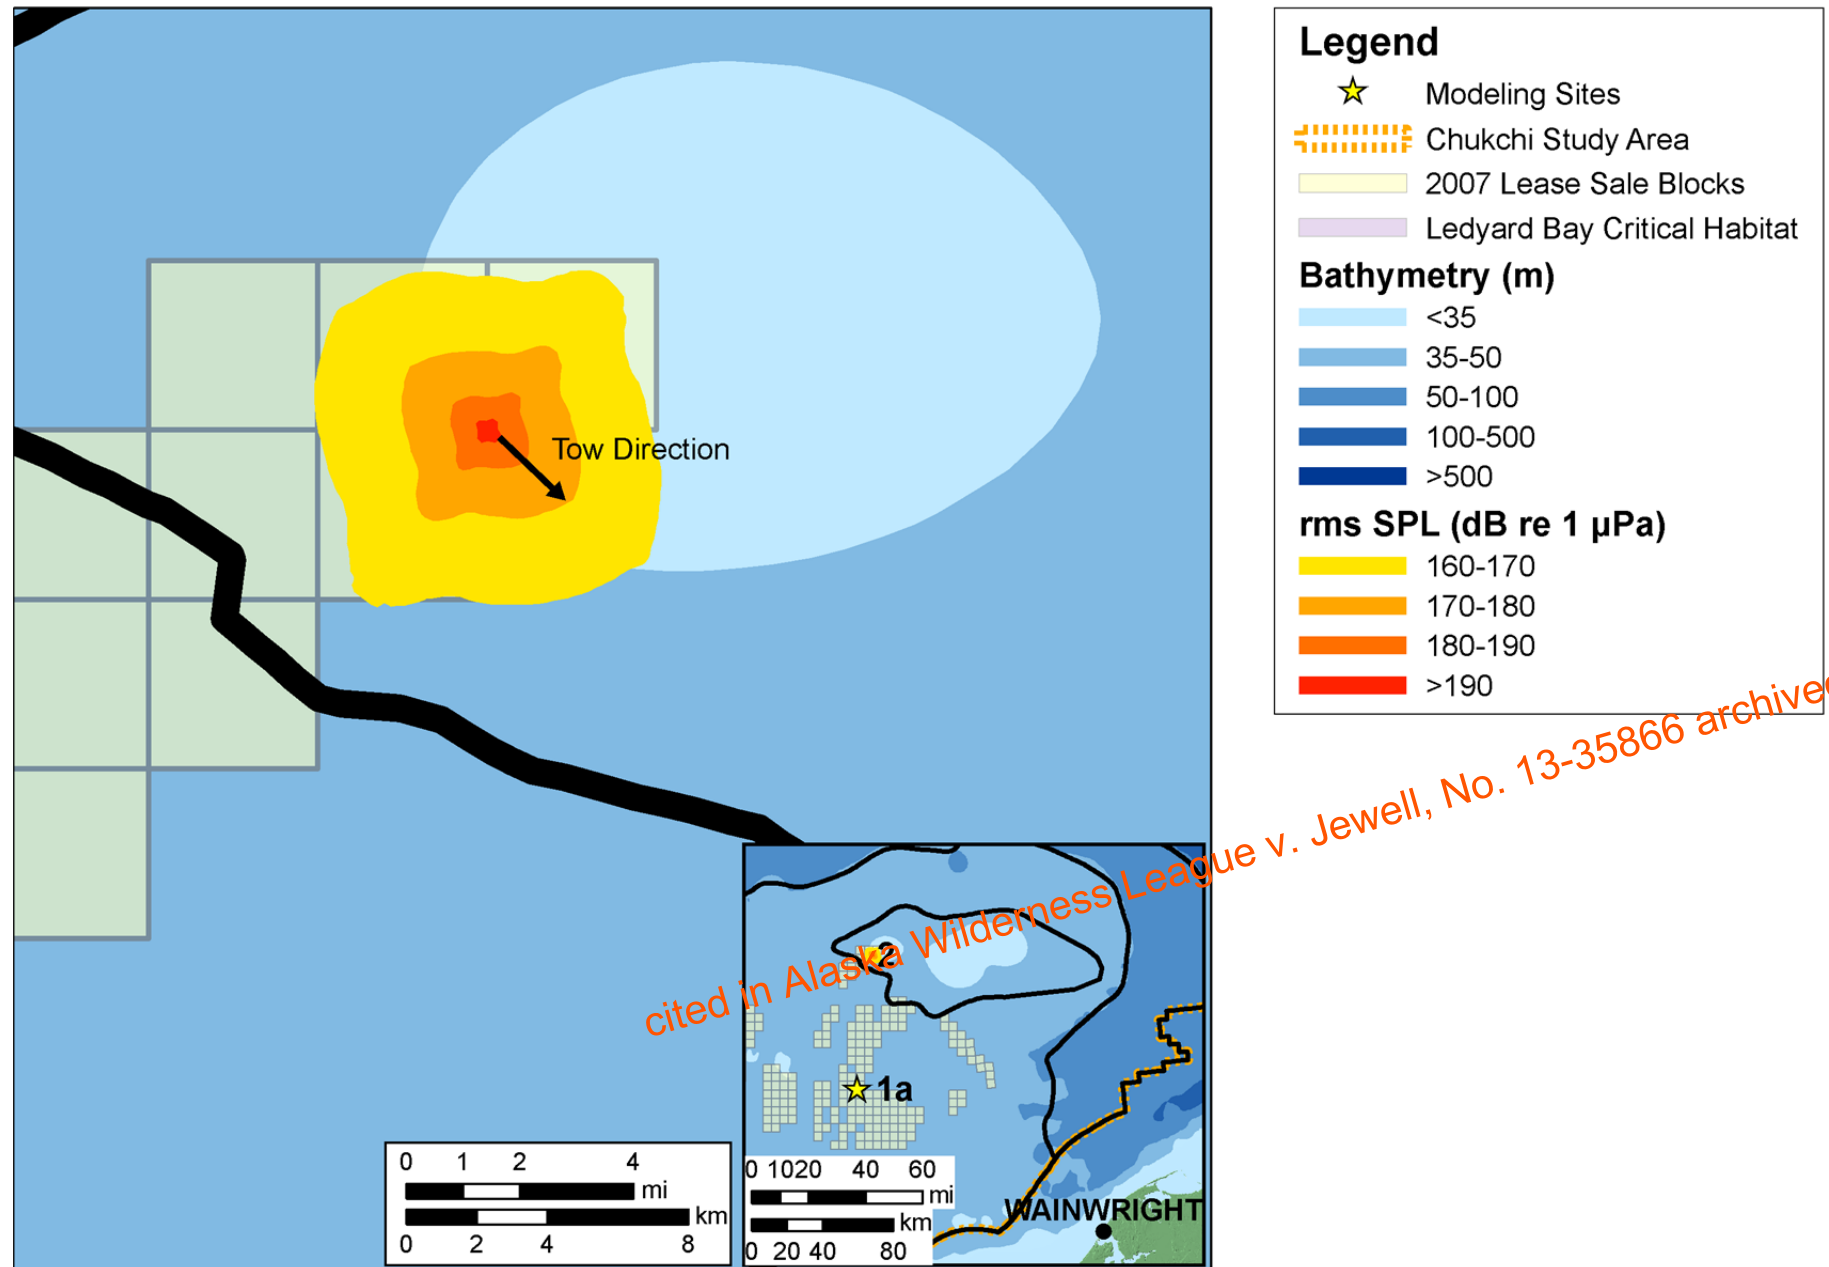 Tow Direction
Legend
Modeling Sites
Chukchi Study Area
2007 Lease Sale Blocks
Ledyard Bay Critical Habitat
Bathymetry (m)
<35
35-50
50-100
100-500
>500
rms SPL (dB re 1 µPa)
160-170
170-180
180-190
>190
cited in Alaska Wilderness League v. Jewell, No. 13-35866 archived
2
1a
WAINWRIGHT
0 1 2 4
mi
km
0 2 4 8
0 10 20 40 60
mi
km
0 20 40 80